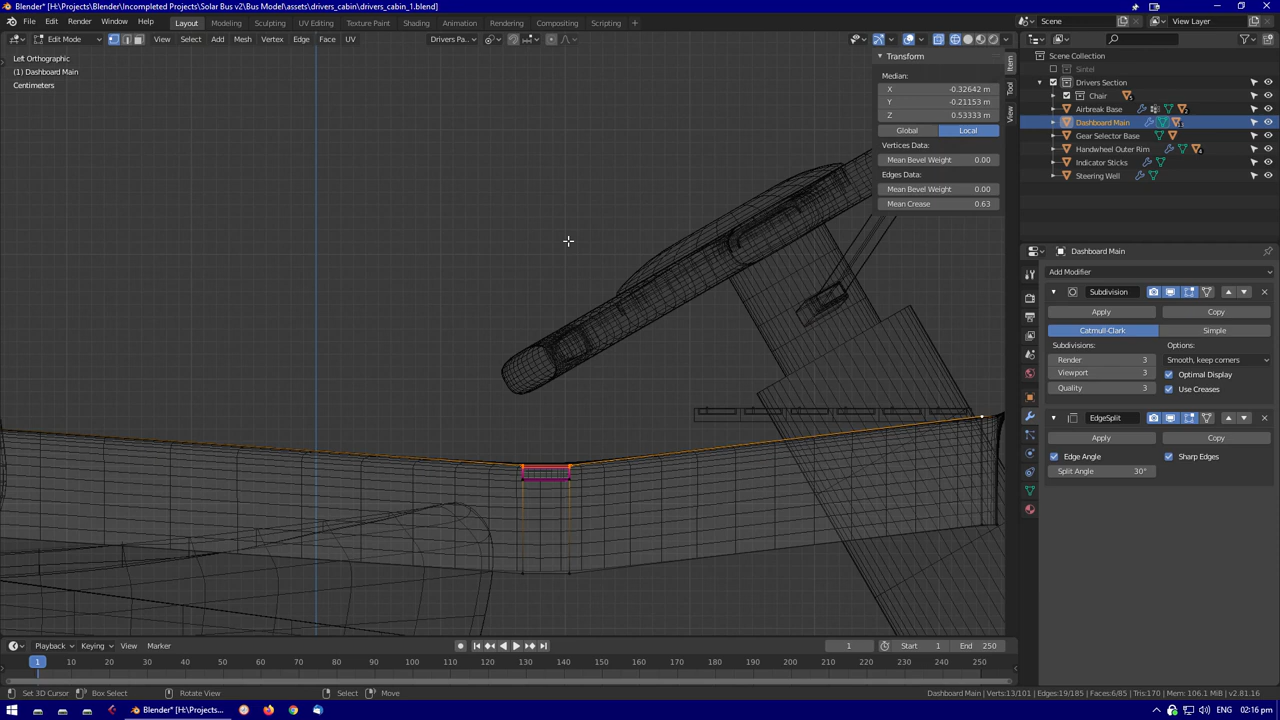 Blender* [H:\Projects\Blender\Incompleted Projects\Solar Bus v2\Bus Model\assets\drivers_cabin\drivers_cabin_1.blend]
File Edit Render Window Help Layout Modeling Sculpting UV Editing Texture Paint Shading Animation Rendering Compositing Scripting Scene View Layer
Edit Mode View Select Add Mesh Vertex Edge Face UV Drivers Pa...
Left Orthographic
(1) Dashboard Main
Centimeters
Transform
Median:
X -0.32642 m
Y -0.21153 m
Z 0.53333 m
Global Local
Vertices Data:
Mean Bevel Weight 0.00
Edges Data:
Mean Bevel Weight 0.00
Mean Crease 0.63
Item
Tool
View
Scene Collection
Sintel
Drivers Section
Chair
Airbreak Base
Dashboard Main
Gear Selector Base
Handwheel Outer Rim
Indicator Sticks
Steering Well
Dashboard Main
Add Modifier
Subdivision
Apply Copy
Catmull-Clark Simple
Subdivisions: Options:
Render 3 Smooth, keep corners
Viewport 3 Optimal Display
Quality 3 Use Creases
EdgeSplit
Apply Copy
Edge Angle Sharp Edges
Split Angle 30°
Playback Keying View Marker 1 Start 1 End 250
1 10 20 30 40 50 60 70 80 90 100 110 120 130 140 150 160 170 180 190 200 210 220 230 240 250
Set 3D Cursor Box Select Rotate View Select Move Dashboard Main | Verts:13/101 | Edges:19/185 | Faces:6/85 | Tris:170 | Mem: 106.1 MiB | v2.81.16
Blender* [H:\Projects... ENG 02:16 pm